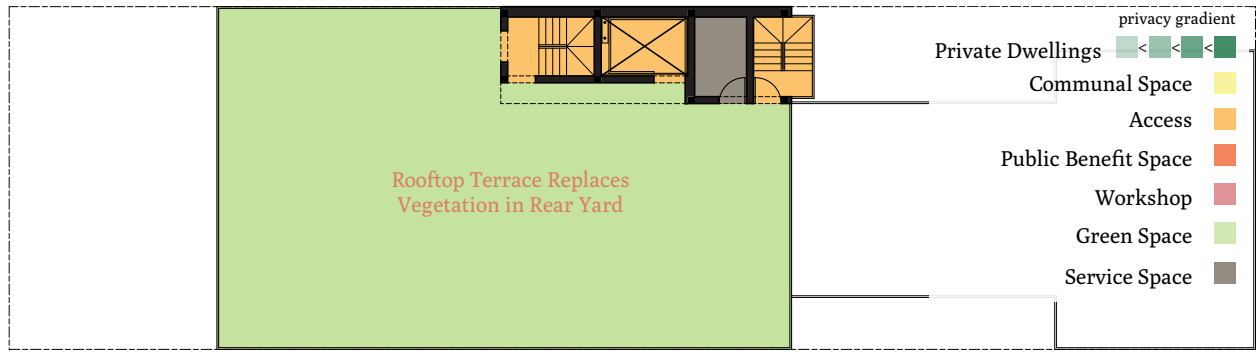 privacy gradient
Private Dwellings < < <
Communal Space
Access
Public Benefit Space
Workshop
Green Space
Service Space
Rooftop Terrace Replaces
Vegetation in Rear Yard